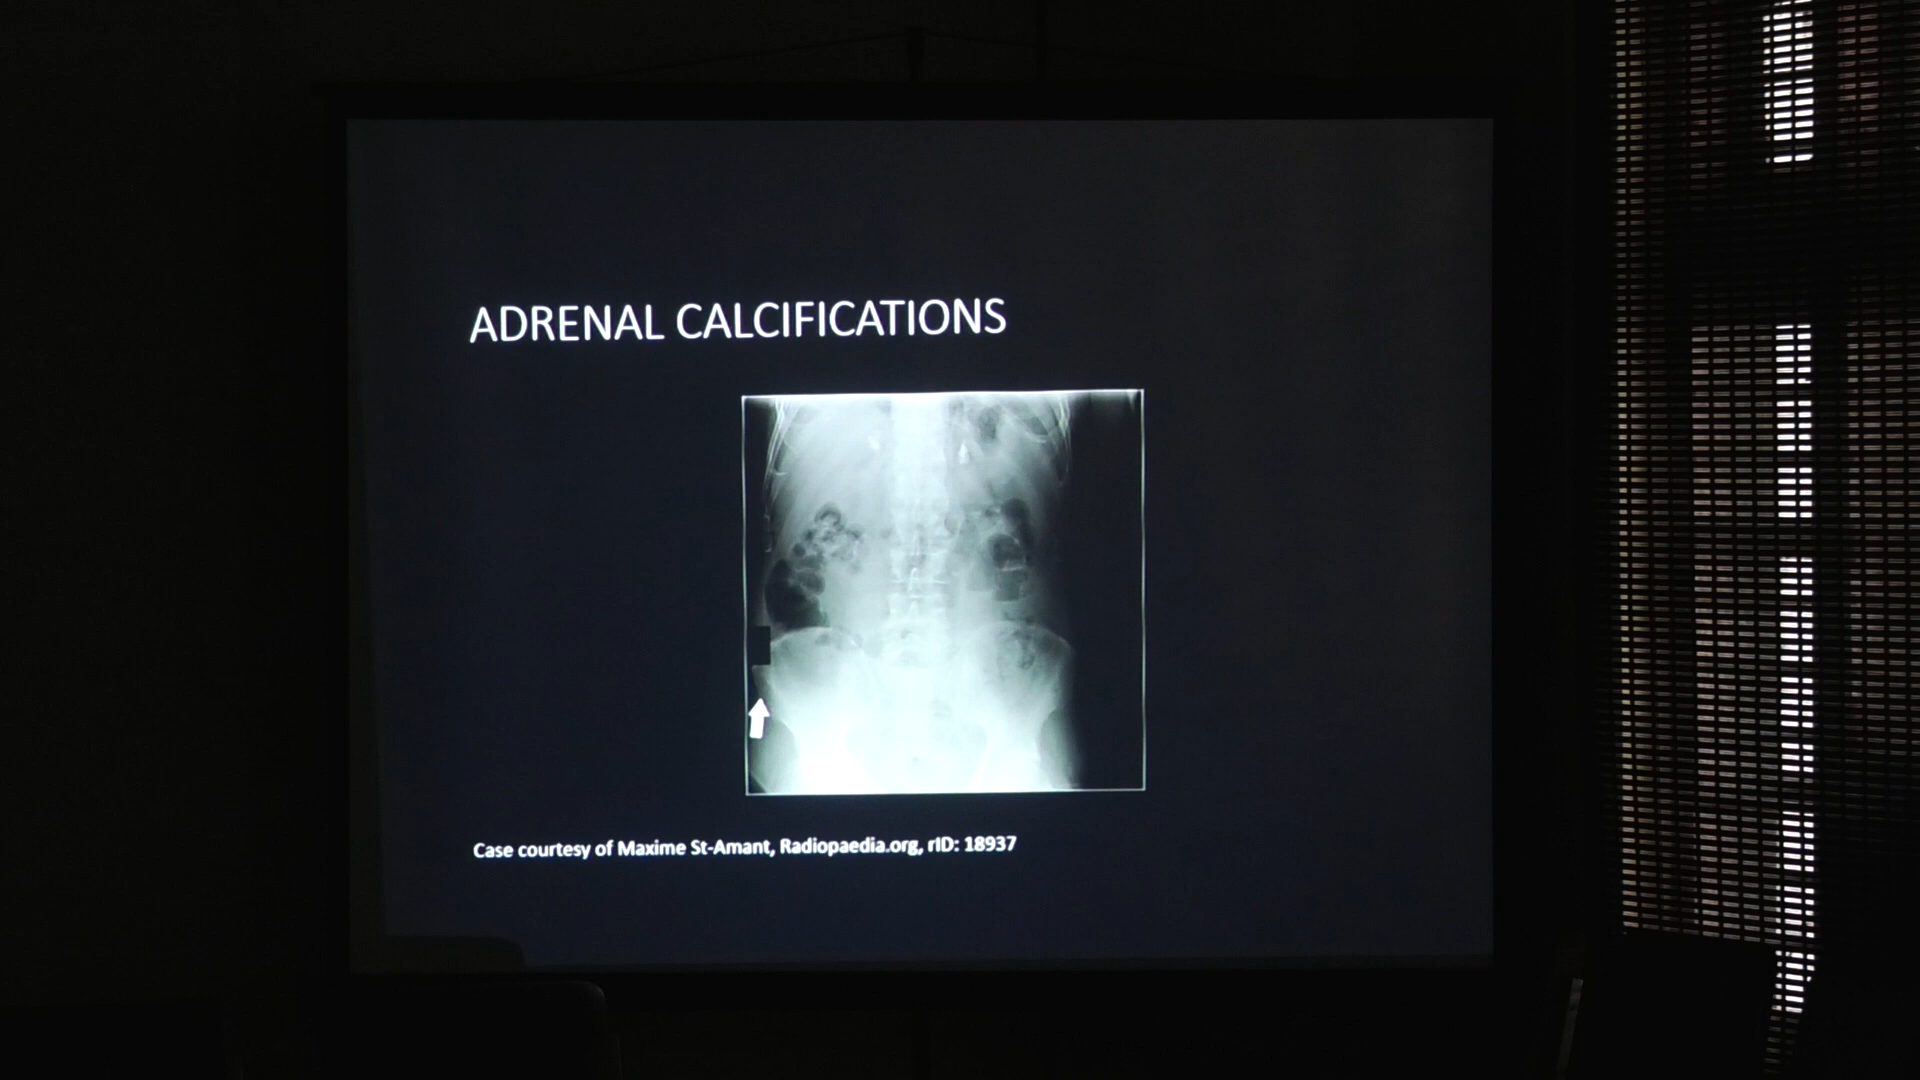 ADRENAL CALCIFICATIONS
Case courtesy of Maxime St-Amant, Radiopaedia.org, rID: 18937